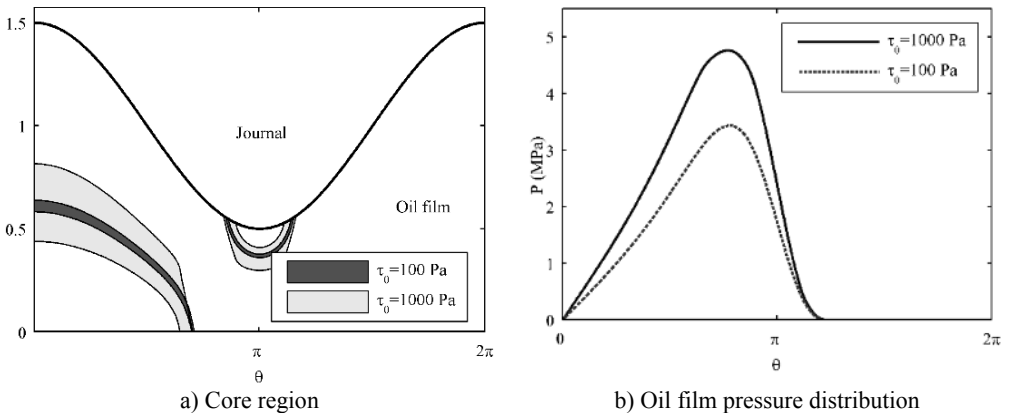 1.5
1
0.5
0
π
2π
θ
Journal
Oil film
τ₀=100 Pa
τ₀=1000 Pa
a) Core region
5
4
3
2
1
0
0
π
2π
θ
P (MPa)
τ₀=1000 Pa
τ₀=100 Pa
b) Oil film pressure distribution